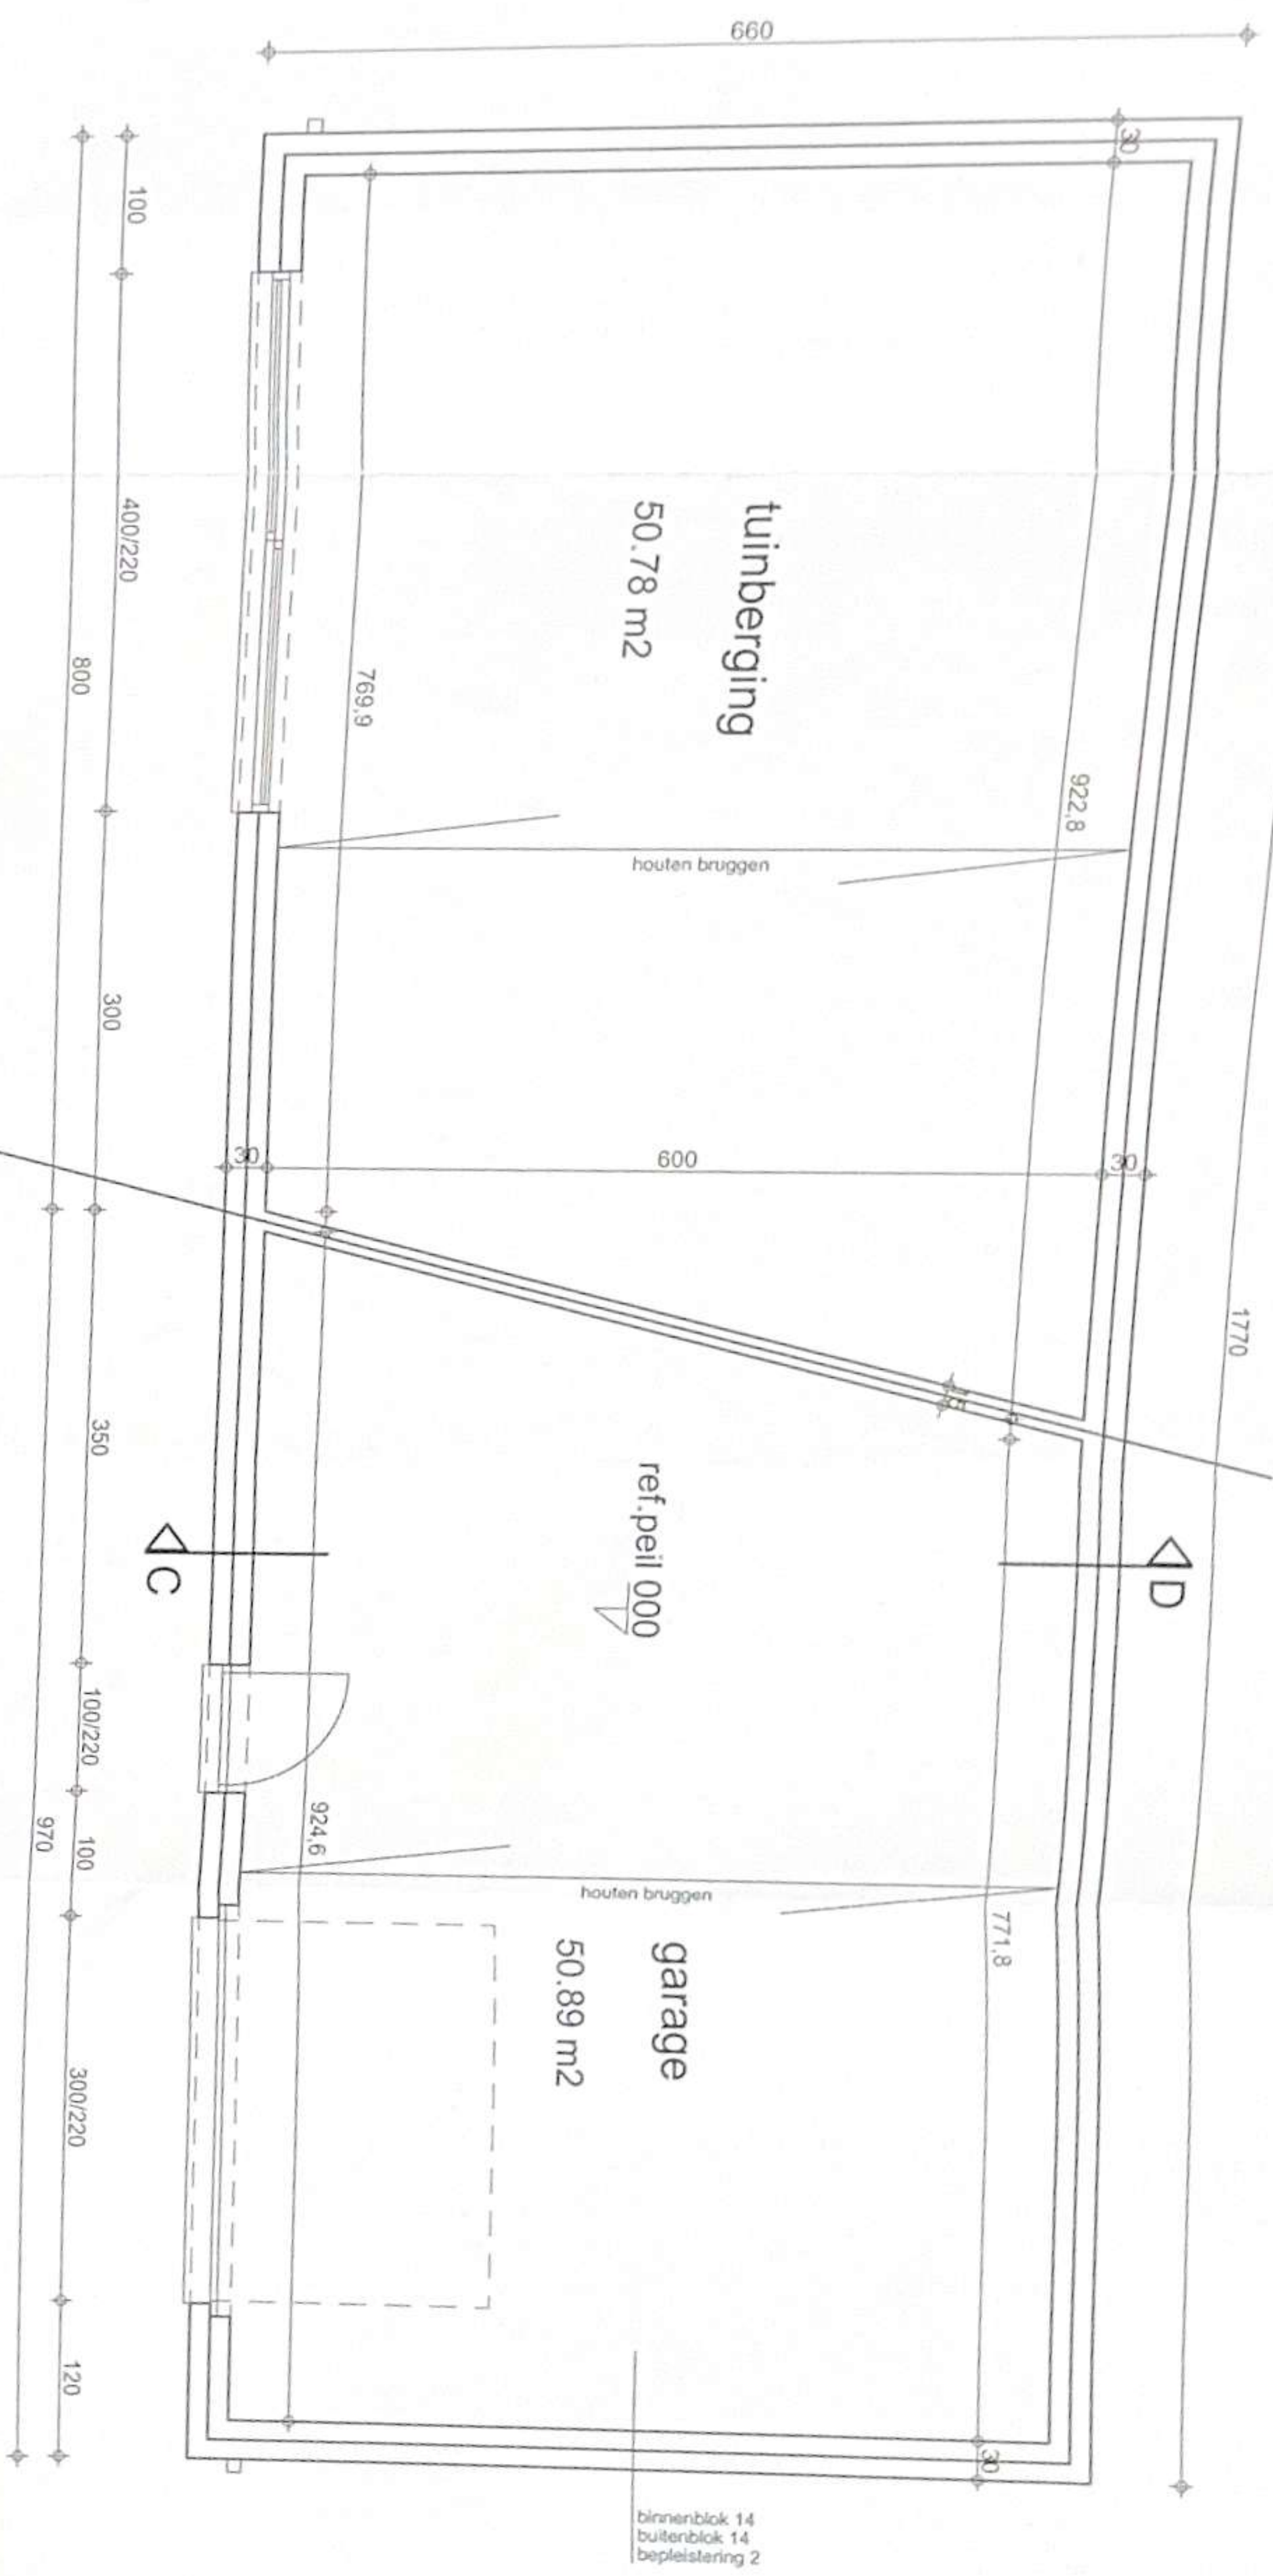 660
30
100
400/220
800
300
769,9
922,8
tuinberging
50.78 m2
houten bruggen
30
600
30
1770
15
ref.peil 000
350
C
D
100/220
100
970
924,6
771,8
houten bruggen
garage
50.89 m2
300/220
120
30
binnenblok 14
buitenblok 14
bepleistering 2